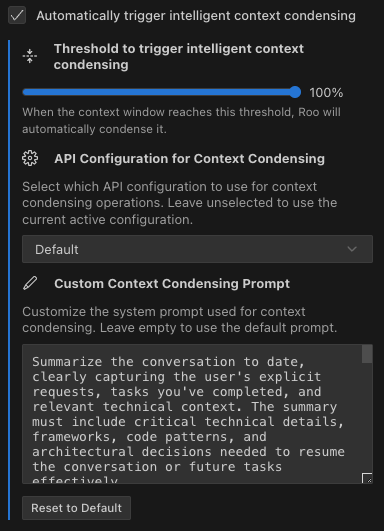 Automatically trigger intelligent context condensing
Threshold to trigger intelligent context
condensing
100%
When the context window reaches this threshold, Roo will
automatically condense it.
API Configuration for Context Condensing
Select which API configuration to use for context
condensing operations. Leave unselected to use the
current active configuration.
Default
Custom Context Condensing Prompt
Customize the system prompt used for context
condensing. Leave empty to use the default prompt.
Summarize the conversation to date,
clearly capturing the user's explicit
requests, tasks you've completed, and
relevant technical context. The summary
must include critical technical details,
frameworks, code patterns, and
architectural decisions needed to resume
the conversation or future tasks
effectively
Reset to Default